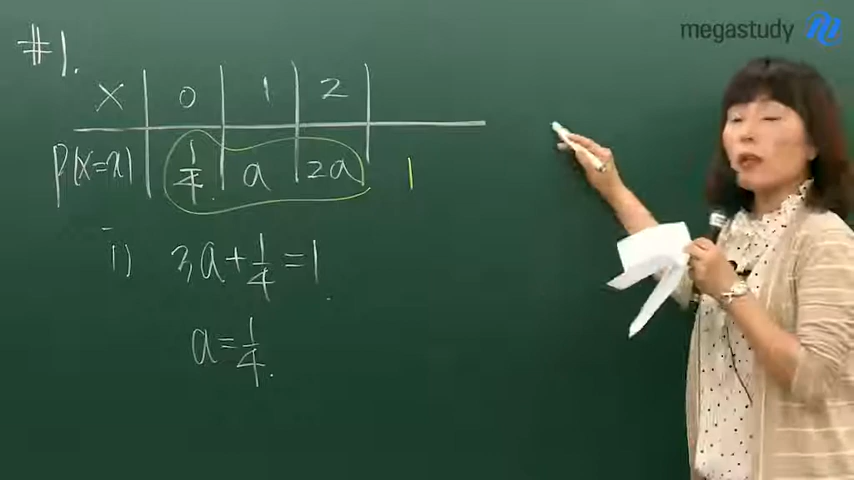 megastudy
#1.
X 0 1 2
P(X=x) 1/4 a 2a 1
i) 3a+1/4=1
a=1/4.